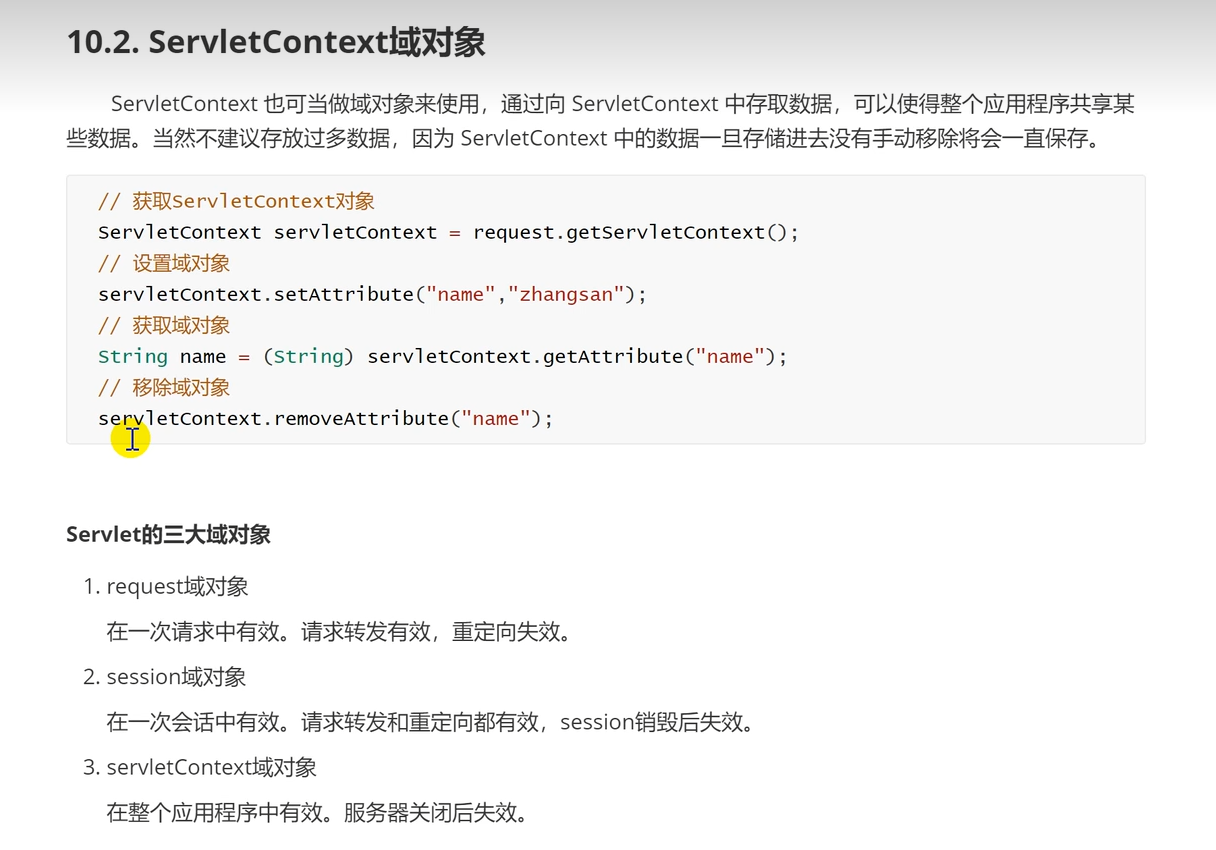 10.2. ServletContext域对象
ServletContext 也可当做域对象来使用，通过向 ServletContext 中存取数据，可以使得整个应用程序共享某
些数据。当然不建议存放过多数据，因为 ServletContext 中的数据一旦存储进去没有手动移除将会一直保存。
// 获取ServletContext对象
ServletContext servletContext = request.getServletContext();
// 设置域对象
servletContext.setAttribute("name","zhangsan");
// 获取域对象
String name = (String) servletContext.getAttribute("name");
// 移除域对象
servletContext.removeAttribute("name");
Servlet的三大域对象
1. request域对象
在一次请求中有效。请求转发有效，重定向失效。
2. session域对象
在一次会话中有效。请求转发和重定向都有效，session销毁后失效。
3. servletContext域对象
在整个应用程序中有效。服务器关闭后失效。